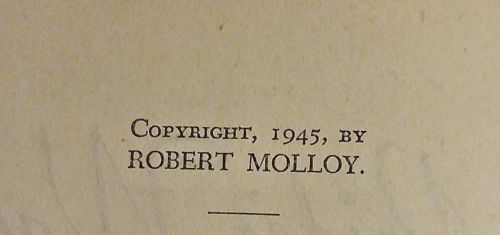 Copyright, 1945, by
ROBERT MOLLOY.